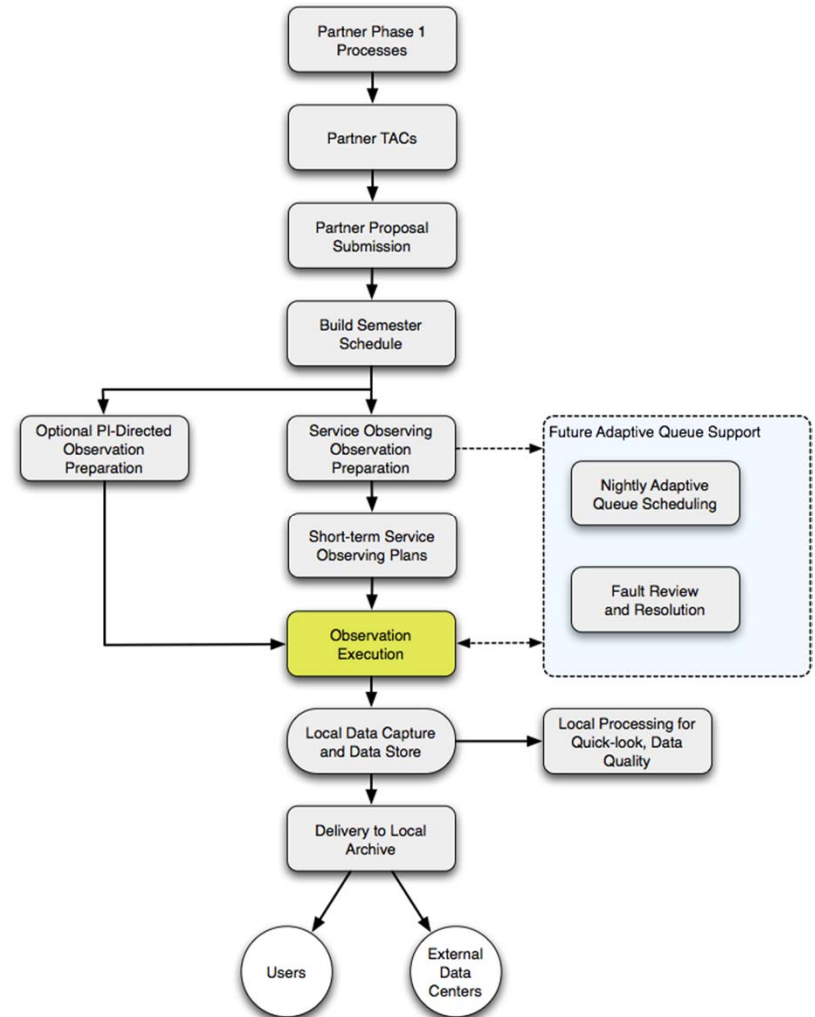 Partner Phase 1
Processes
Partner TACs
Partner Proposal
Submission
Build Semester
Schedule
Optional PI-Directed
Observation
Preparation
Service Observing
Observation
Preparation
Future Adaptive Queue Support
Nightly Adaptive
Queue Scheduling
Short-term Service
Observing Plans
Fault Review
and Resolution
Observation
Execution
Local Data Capture
and Data Store
Local Processing for
Quick-look, Data
Quality
Delivery to Local
Archive
Users
External
Data
Centers